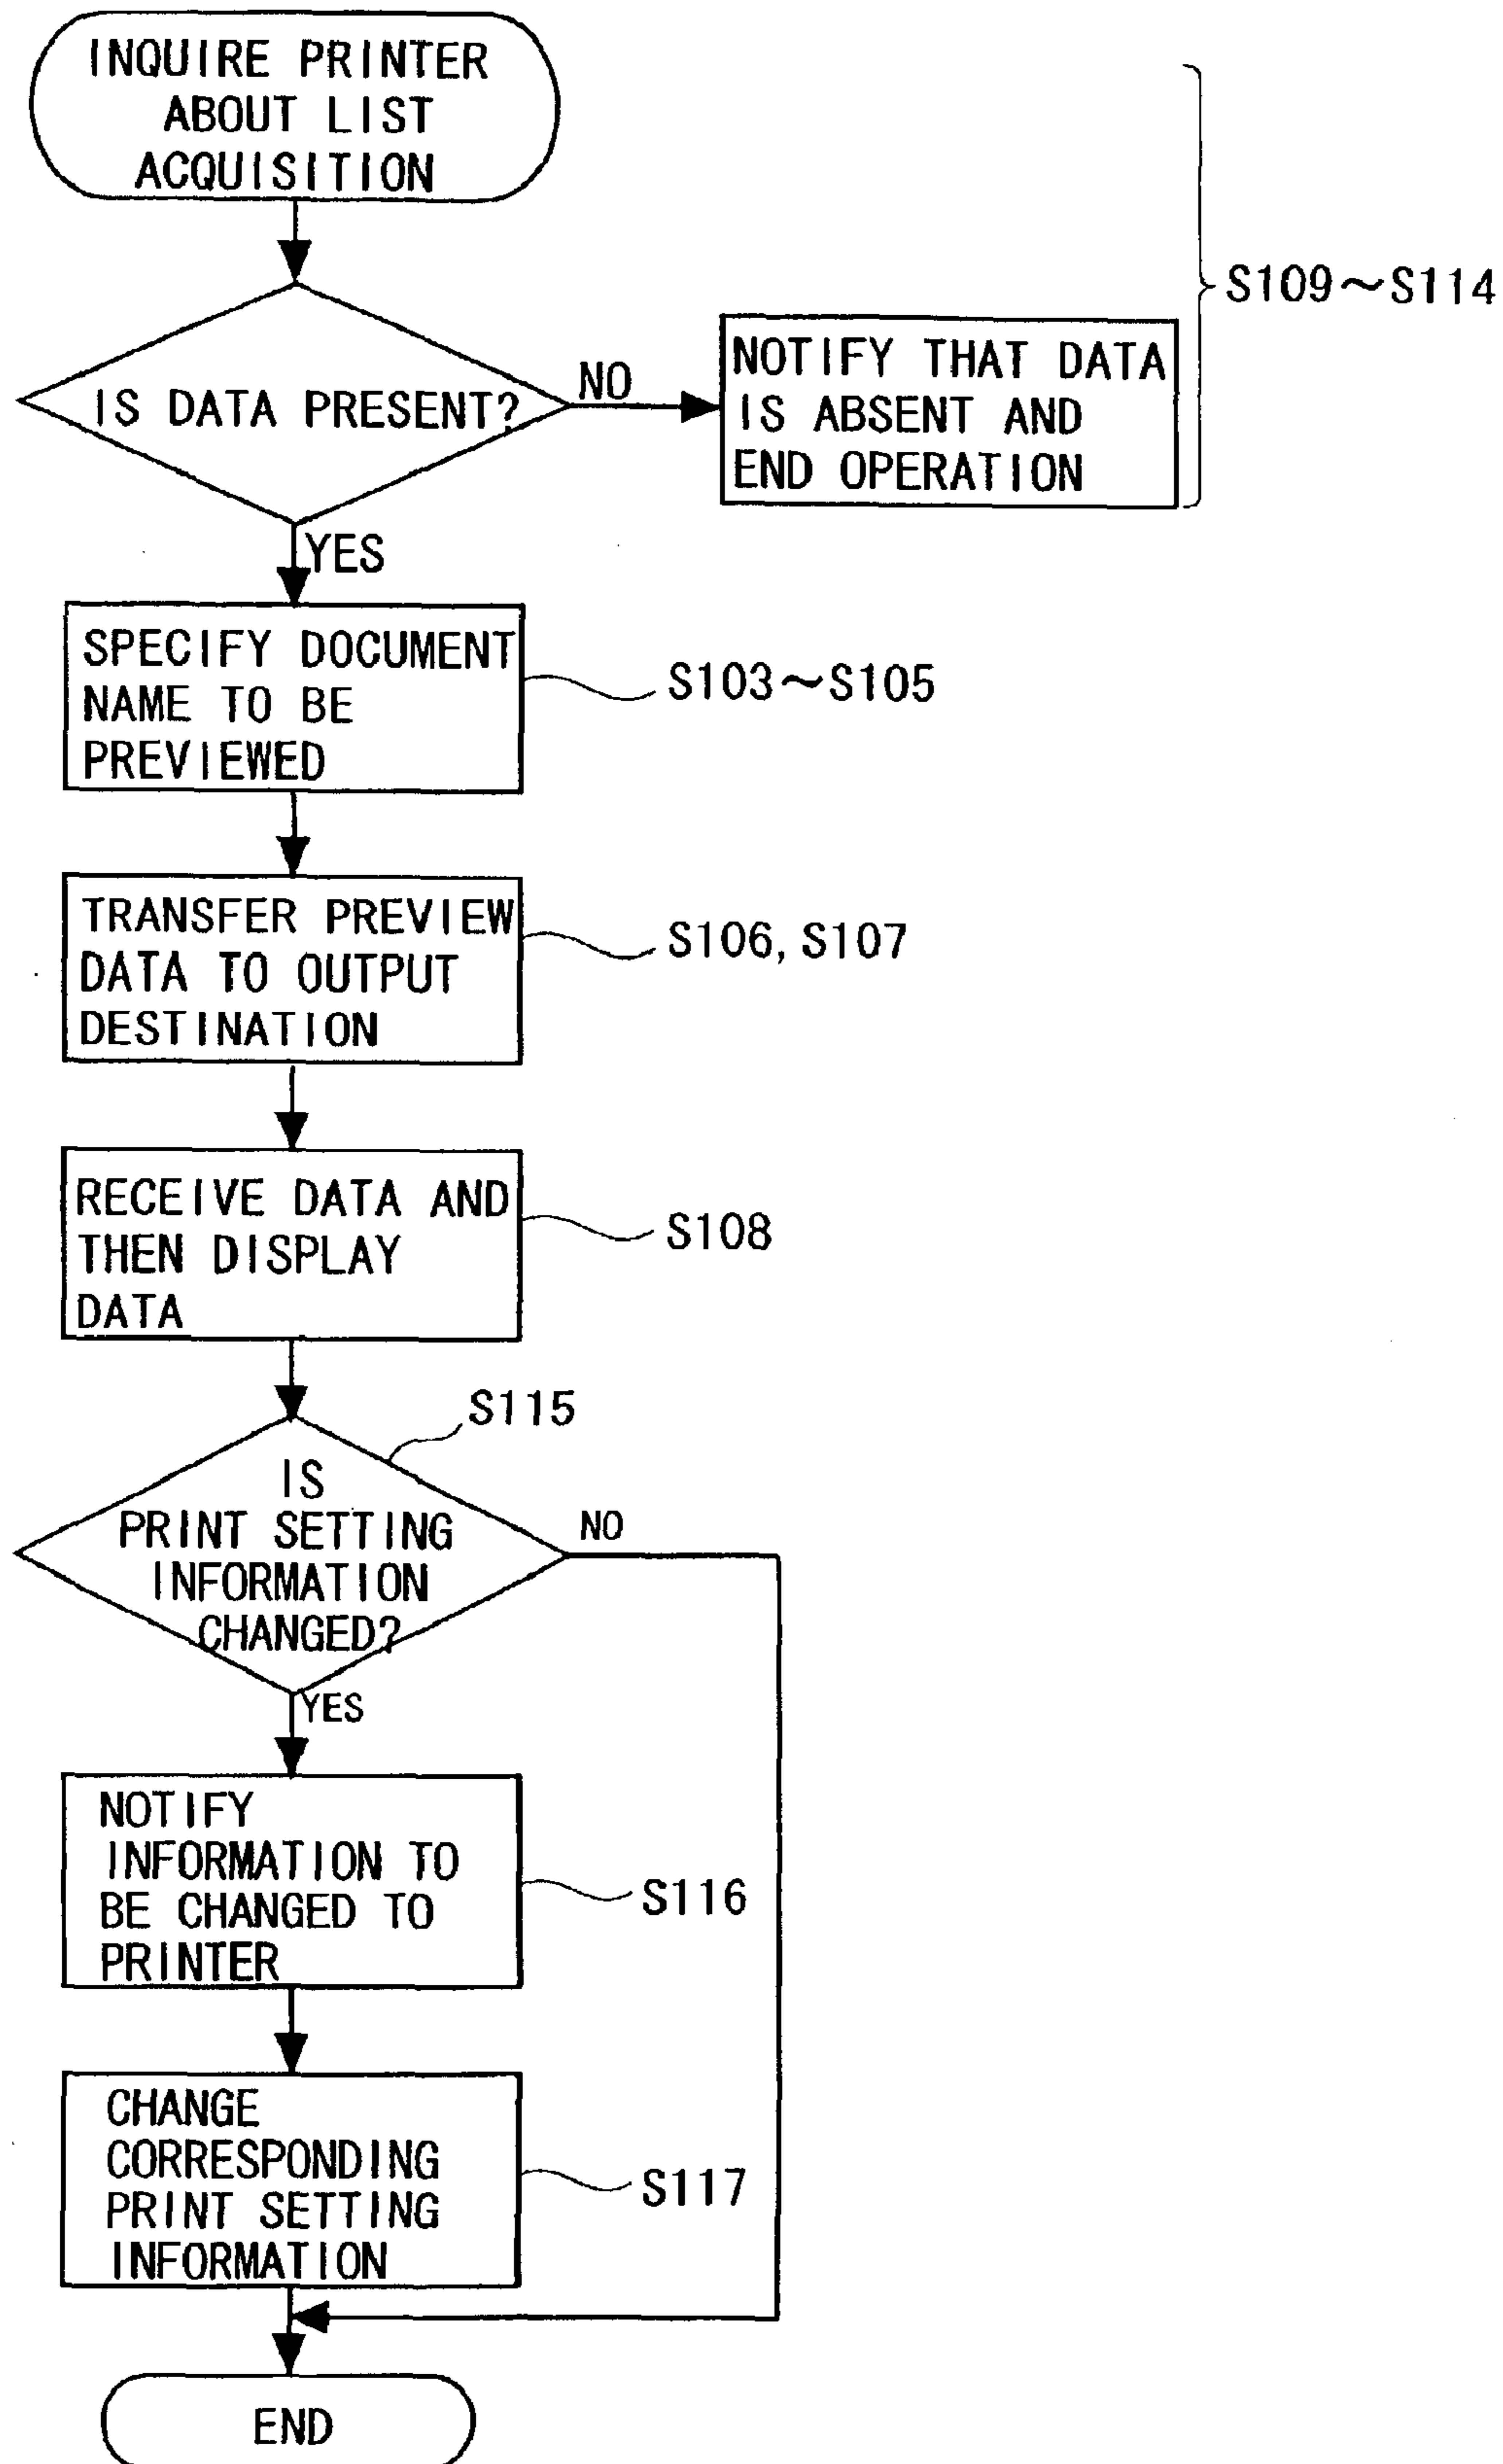 INQUIRE PRINTER
ABOUT LIST
ACQUISITION
S109~S114
IS DATA PRESENT?
NO
NOTIFY THAT DATA
IS ABSENT AND
END OPERATION
YES
SPECIFY DOCUMENT
NAME TO BE
PREVIEWED
S103~S105
TRANSFER PREVIEW
DATA TO OUTPUT
DESTINATION
S106, S107
RECEIVE DATA AND
THEN DISPLAY
DATA
S108
S115
IS
PRINT SETTING
INFORMATION
CHANGED?
NO
YES
NOTIFY
INFORMATION TO
BE CHANGED TO
PRINTER
S116
CHANGE
CORRESPONDING
PRINT SETTING
INFORMATION
S117
END